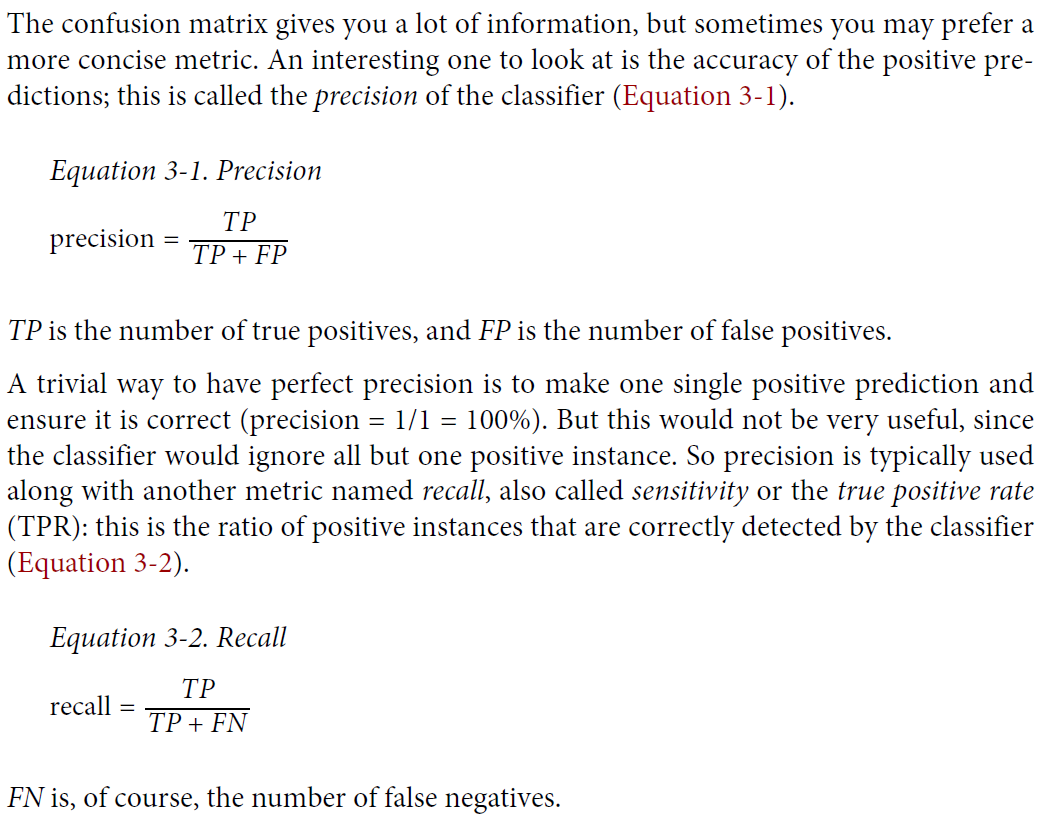 The confusion matrix gives you a lot of information, but sometimes you may prefer a
more concise metric. An interesting one to look at is the accuracy of the positive pre-
dictions; this is called the precision of the classifier (Equation 3-1).
Equation 3-1. Precision
precision = TP / TP + FP
TP is the number of true positives, and FP is the number of false positives.
A trivial way to have perfect precision is to make one single positive prediction and
ensure it is correct (precision = 1/1 = 100%). But this would not be very useful, since
the classifier would ignore all but one positive instance. So precision is typically used
along with another metric named recall, also called sensitivity or the true positive rate
(TPR): this is the ratio of positive instances that are correctly detected by the classifier
(Equation 3-2).
Equation 3-2. Recall
recall = TP / TP + FN
FN is, of course, the number of false negatives.